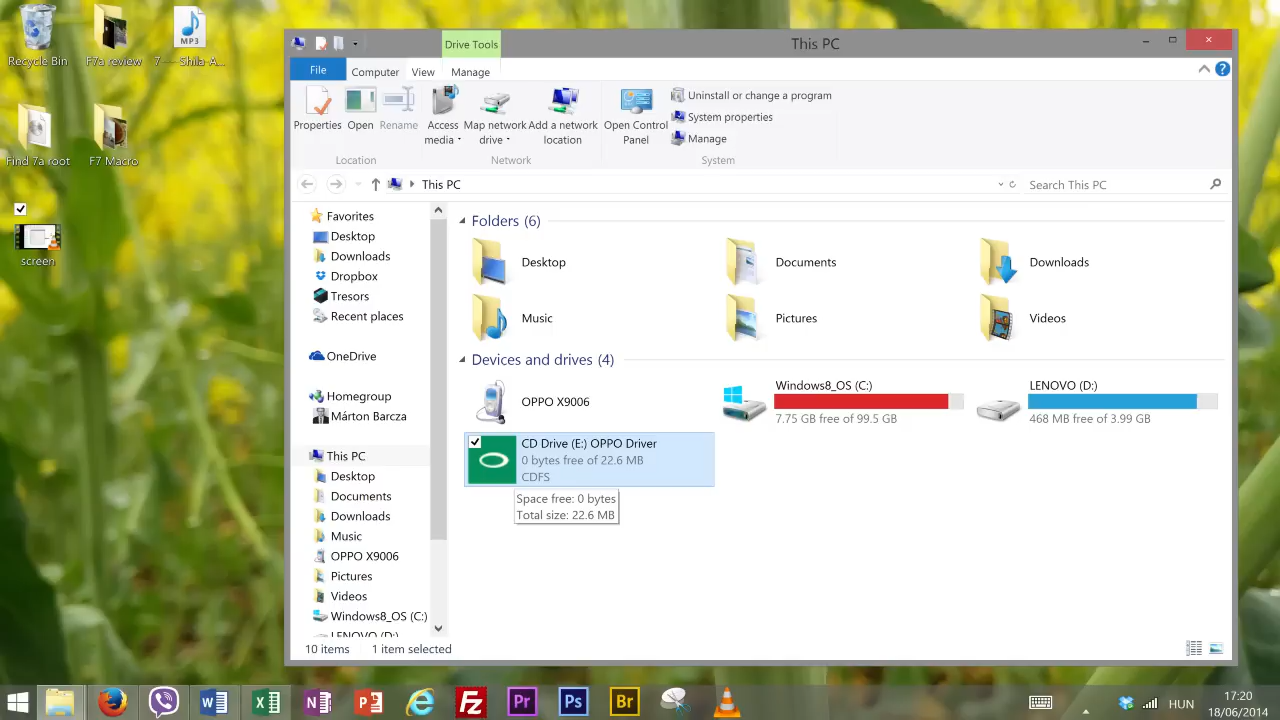 Recycle Bin
F7a review
7 ---- Shila-A...
MP3
Find 7a root
F7 Macro
screen
Drive Tools
This PC
File
Computer
View
Manage
Properties
Open
Rename
Access media
Map network drive
Add a network location
Open Control Panel
Uninstall or change a program
System properties
Manage
Location
Network
System
This PC
Search This PC
Favorites
Desktop
Downloads
Dropbox
Tresors
Recent places
OneDrive
Homegroup
Márton Barcza
This PC
Desktop
Documents
Downloads
Music
OPPO X9006
Pictures
Videos
Windows8_OS (C:)
LENOVO (D:)
Folders (6)
Desktop
Documents
Downloads
Music
Pictures
Videos
Devices and drives (4)
OPPO X9006
Windows8_OS (C:)
7.75 GB free of 99.5 GB
LENOVO (D:)
468 MB free of 3.99 GB
CD Drive (E:) OPPO Driver
0 bytes free of 22.6 MB
CDFS
Space free: 0 bytes
Total size: 22.6 MB
10 items
1 item selected
Fz
Pr
Ps
Br
HUN
17:20
18/06/2014